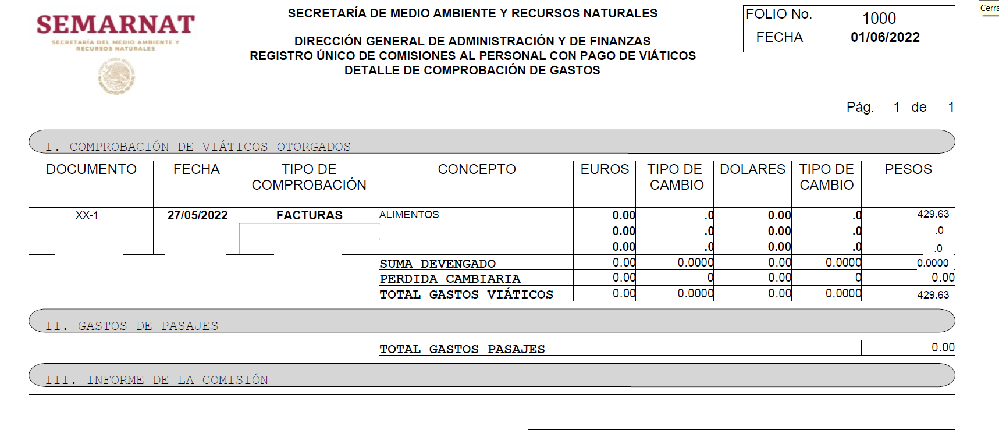 SEMARNAT
SECRETARÍA DEL MEDIO AMBIENTE Y
RECURSOS NATURALES
SECRETARÍA DE MEDIO AMBIENTE Y RECURSOS NATURALES
DIRECCIÓN GENERAL DE ADMINISTRACIÓN Y DE FINANZAS
REGISTRO ÚNICO DE COMISIONES AL PERSONAL CON PAGO DE VIÁTICOS
DETALLE DE COMPROBACIÓN DE GASTOS
FOLIO No. 1000
FECHA 01/06/2022
Cerra
Pág. 1 de 1
I. COMPROBACIÓN DE VIÁTICOS OTORGADOS
DOCUMENTO FECHA TIPO DE COMPROBACIÓN CONCEPTO EUROS TIPO DE CAMBIO DOLARES TIPO DE CAMBIO PESOS
XX-1 27/05/2022 FACTURAS ALIMENTOS 0.00 .0 0.00 .0 429.63
0.00 .0 0.00 .0 .0
0.00 .0 0.00 .0 .0
SUMA DEVENGADO 0.00 0.0000 0.00 0.0000 0.0000
PERDIDA CAMBIARIA 0.00 0 0.00 0 0.00
TOTAL GASTOS VIÁTICOS 0.00 0.0000 0.00 0.0000 429.63
II. GASTOS DE PASAJES
TOTAL GASTOS PASAJES 0.00
III. INFORME DE LA COMISIÓN